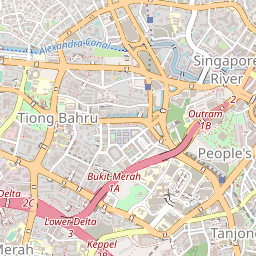 Alexandra Canal
Singapore
River
Outram
1B
2
Tiong Bahru
People's
Bukit Merah
1A
Delta
2C
Lower Delta
3
Keppel
2B
Merah
Tanjon